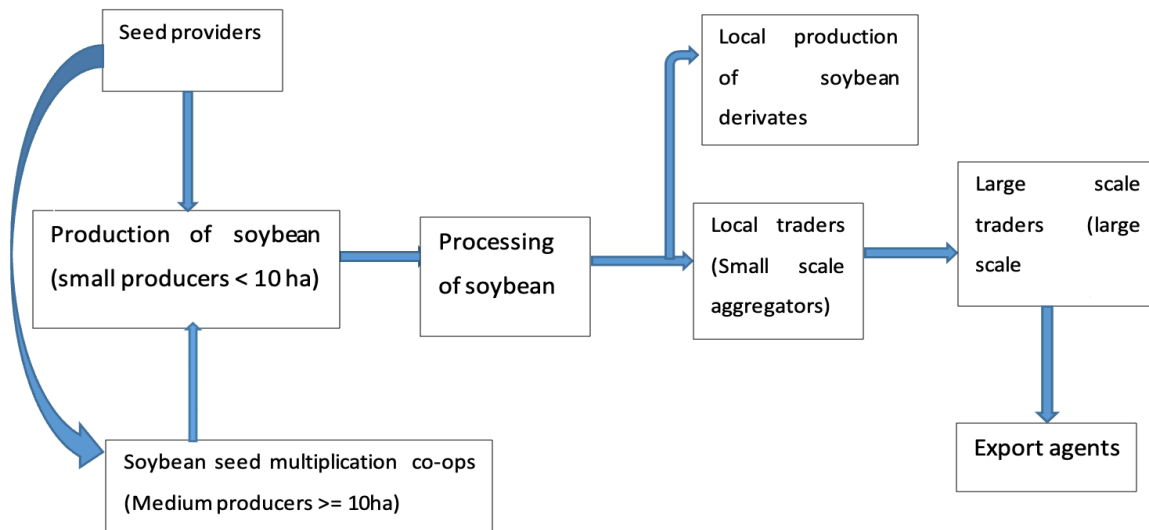 Seed providers
Local production
of soybean
derivates
Production of soybean
(small producers < 10 ha)
Processing
of soybean
Local traders
(Small scale
aggregators)
Large scale
traders (large
scale
Export agents
Soybean seed multiplication co-ops
(Medium producers >= 10ha)